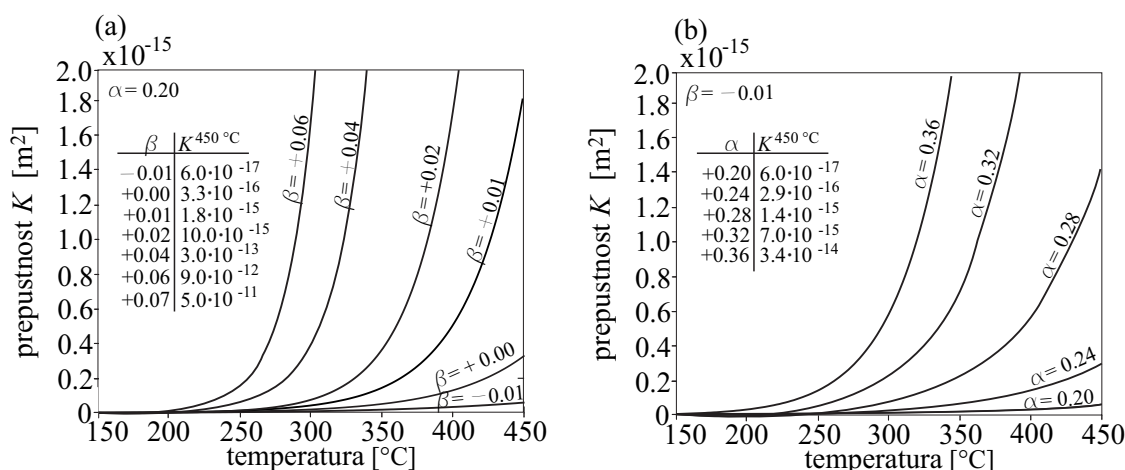 (a)
x10-15
2.0
1.8
1.6
1.4
1.2
1.0
0.8
0.6
0.4
0.2
0
prepustnost K [m2]
α = 0.20
β K450 °C
−0.01 6.0·10 -17
+0.00 3.3·10 -16
+0.01 1.8·10 -15
+0.02 10.0·10 -15
+0.04 3.0·10 -13
+0.06 9.0·10 -12
+0.07 5.0·10 -11
β = +0.06
β = +0.04
β = +0.02
β = +0.01
β = +0.00
β = −0.01
150 200 250 300 350 400 450
temperatura [°C]
(b)
x10-15
2.0
1.8
1.6
1.4
1.2
1.0
0.8
0.6
0.4
0.2
0
prepustnost K [m2]
β = −0.01
α K450 °C
+0.20 6.0·10 -17
+0.24 2.9·10 -16
+0.28 1.4·10 -15
+0.32 7.0·10 -15
+0.36 3.4·10 -14
α = 0.36
α = 0.32
α = 0.28
α = 0.24
α = 0.20
150 200 250 300 350 400 450
temperatura [°C]